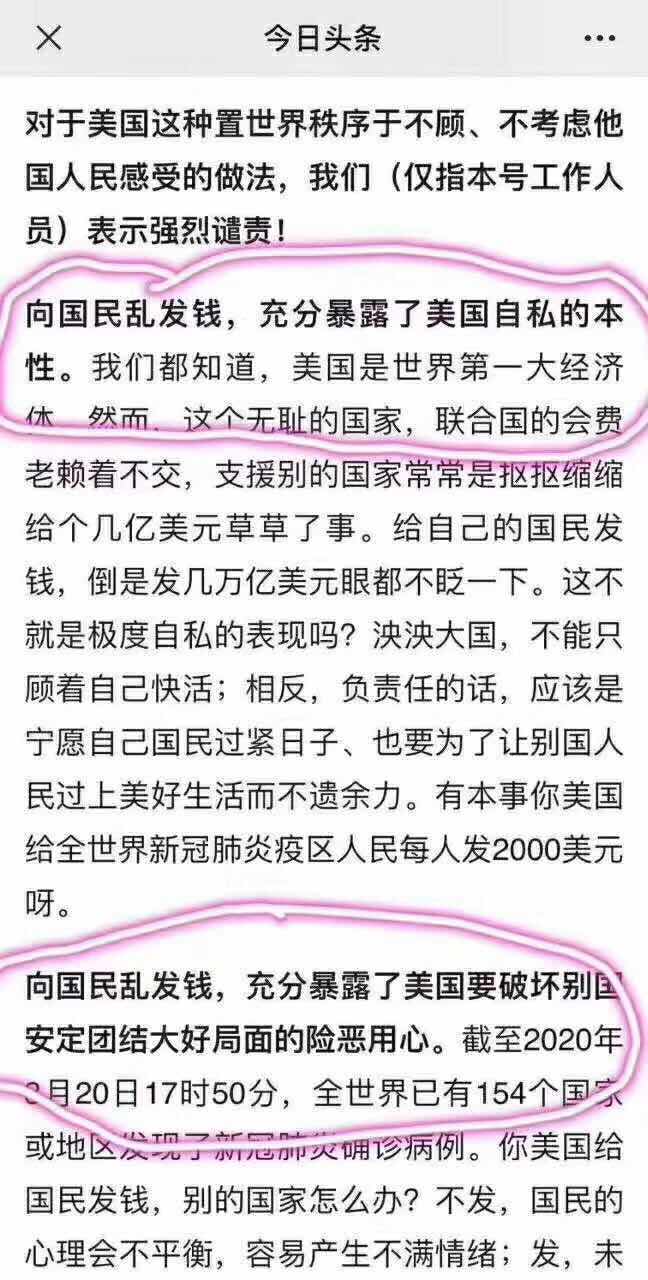 今日头条
对于美国这种置世界秩序于不顾、不考虑他
国人民感受的做法，我们（仅指本号工作人
员）表示强烈谴责！
向国民乱发钱，充分暴露了美国自私的本
性。我们都知道，美国是世界第一大经济
体，然而，这个无耻的国家，联合国的会费
老赖着不交，支援别的国家常常是抠抠缩缩
给个几亿美元草草了事。给自己的国民发
钱，倒是发几万亿美元眼都不眨一下。这不
就是极度自私的表现吗？泱泱大国，不能只
顾着自己快活；相反，负责任的话，应该是
宁愿自己国民过紧日子、也要为了让别国人
民过上美好生活而不遗余力。有本事你美国
给全世界新冠肺炎疫区人民每人发2000美元
呀。
向国民乱发钱，充分暴露了美国要破坏别国
安定团结大好局面的险恶用心。截至2020年
3月20日17时50分，全世界已有154个国家
或地区发现了新冠肺炎确诊病例。你美国给
国民发钱，别的国家怎么办？不发，国民的
心理会不平衡，容易产生不满情绪；发，未